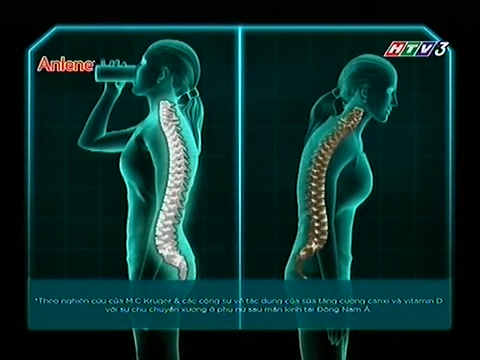 Anlene
HTV3
*Theo nghiên cứu của M.C Kruger & các cộng sự về tác dụng của sữa tăng cường canxi và vitamin D
với sự chu chuyển xương ở phụ nữ sau mãn kinh tại Đông Nam Á.